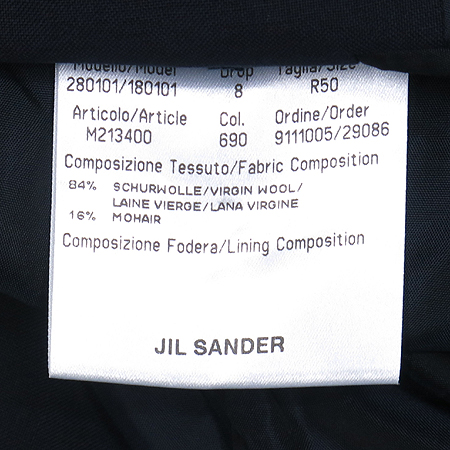 Modello/Model Drop Taglia/Size
280101/180101 8 R50
Articolo/Article Col. Ordine/Order
M213400 690 9111005/29086
Composizione Tessuto/Fabric Composition
84% SCHURWOLLE/VIRGIN WOOL/
LAINE VIERGE/LANA VIRGINE
16% MOHAIR
Composizione Fodera/Lining Composition
JIL SANDER